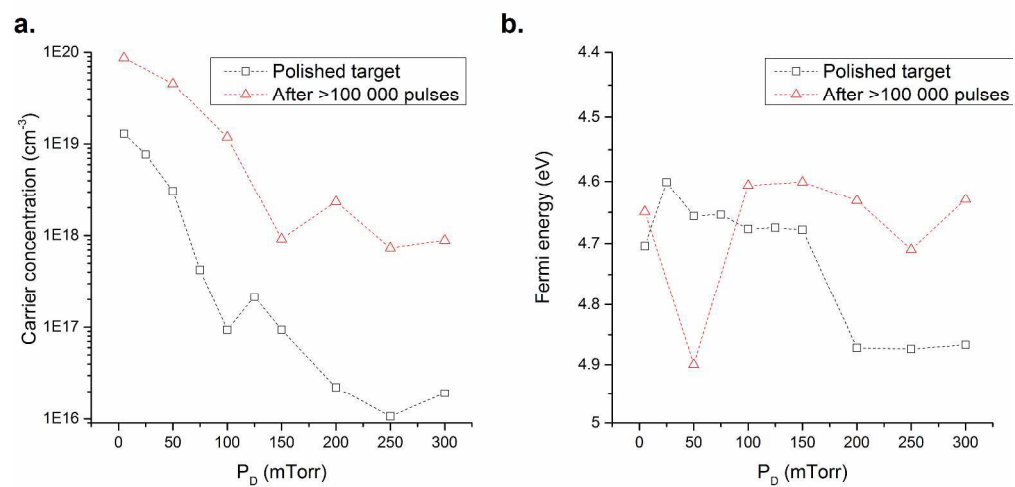 a.
1E20
1E19
1E18
1E17
1E16
Carrier concentration (cm-3)
Polished target
After >100 000 pulses
0 50 100 150 200 250 300
PD (mTorr)
b.
4.4
4.5
4.6
4.7
4.8
4.9
5
Fermi energy (eV)
Polished target
After >100 000 pulses
0 50 100 150 200 250 300
PD (mTorr)